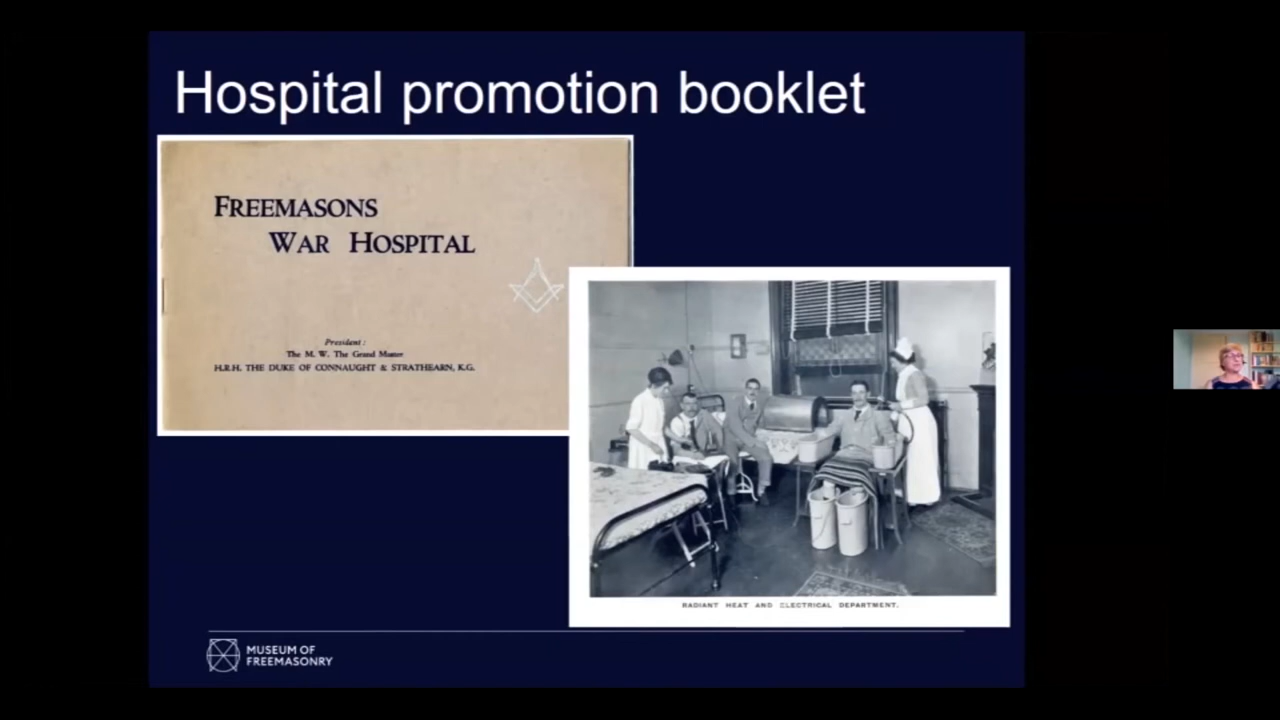 Hospital promotion booklet
FREEMASONS
WAR HOSPITAL
President:
The M. W. The Grand Master
H.R.H. THE DUKE OF CONNAUGHT & STRATHEARN, K.G.
RADIANT HEAT AND ELECTRICAL DEPARTMENT.
MUSEUM OF
FREEMASONRY